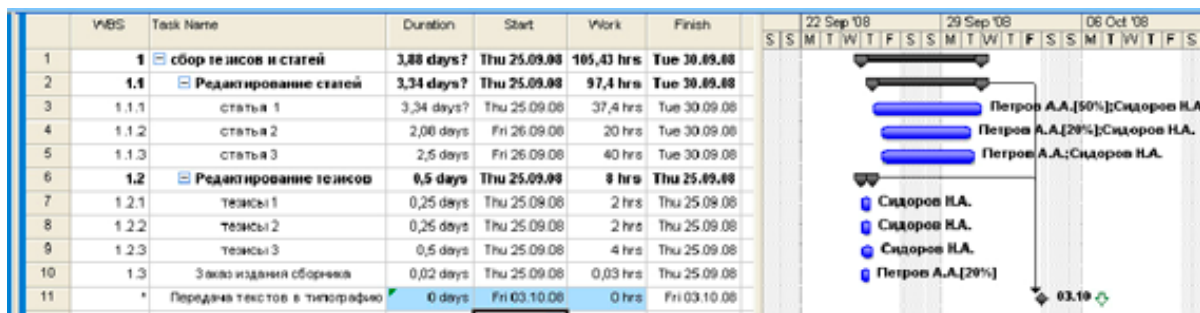 WBS Task Name Duration Start Work Finish 22 Sep '08 29 Sep '08 06 Oct '08
S S M T W T F S S M T W T F S S M T W T F S
1 1 сбор тезисов и статей 3,88 days? Thu 25.09.08 105,43 hrs Tue 30.09.08
2 1.1 Редактирование статей 3,34 days? Thu 25.09.08 97,4 hrs Tue 30.09.08
3 1.1.1 статья 1 3,34 days? Thu 25.09.08 37,4 hrs Tue 30.09.08 Петров А.А.[50%];Сидоров Н.А
4 1.1.2 статья 2 2,08 days Fri 26.09.08 20 hrs Tue 30.09.08 Петров А.А.[20%];Сидоров Н.А.
5 1.1.3 статья 3 2,5 days Fri 26.09.08 40 hrs Tue 30.09.08 Петров А.А.;Сидоров Н.А.
6 1.2 Редактирование тезисов 0,5 days Thu 25.09.08 8 hrs Thu 25.09.08
7 1.2.1 тезисы 1 0,25 days Thu 25.09.08 2 hrs Thu 25.09.08 Сидоров Н.А.
8 1.2.2 тезисы 2 0,25 days Thu 25.09.08 2 hrs Thu 25.09.08 Сидоров Н.А.
9 1.2.3 тезисы 3 0,5 days Thu 25.09.08 4 hrs Thu 25.09.08 Сидоров Н.А.
10 1.3 Заказ издания сборника 0,02 days Thu 25.09.08 0,03 hrs Thu 25.09.08 Петров А.А.[20%]
11 * Передача текстов в типографию 0 days Fri 03.10.08 0 hrs Fri 03.10.08 03.10